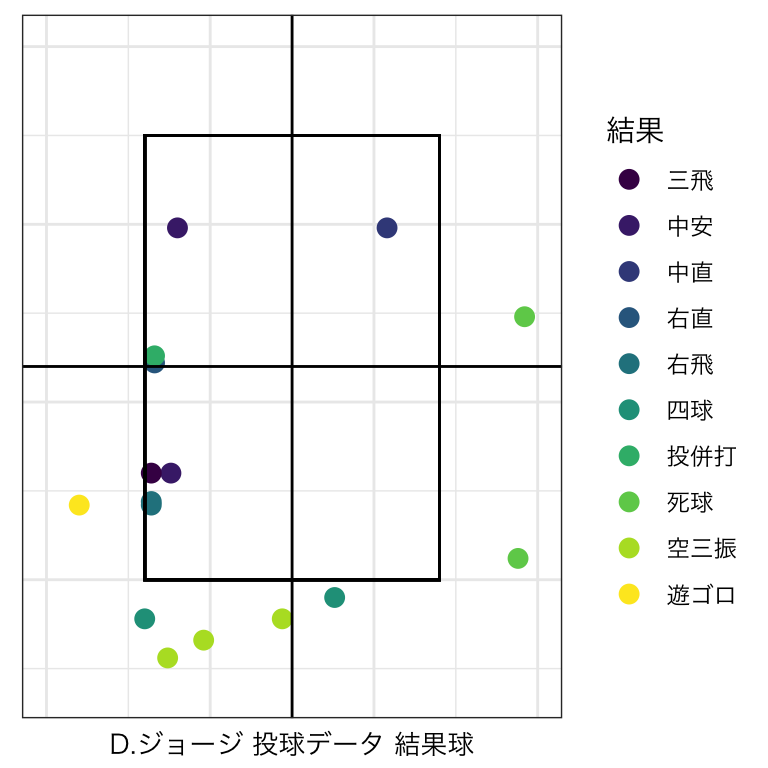 結果
三飛
中安
中直
右直
右飛
四球
投併打
死球
空三振
遊ゴロ
D.ジョージ 投球データ 結果球